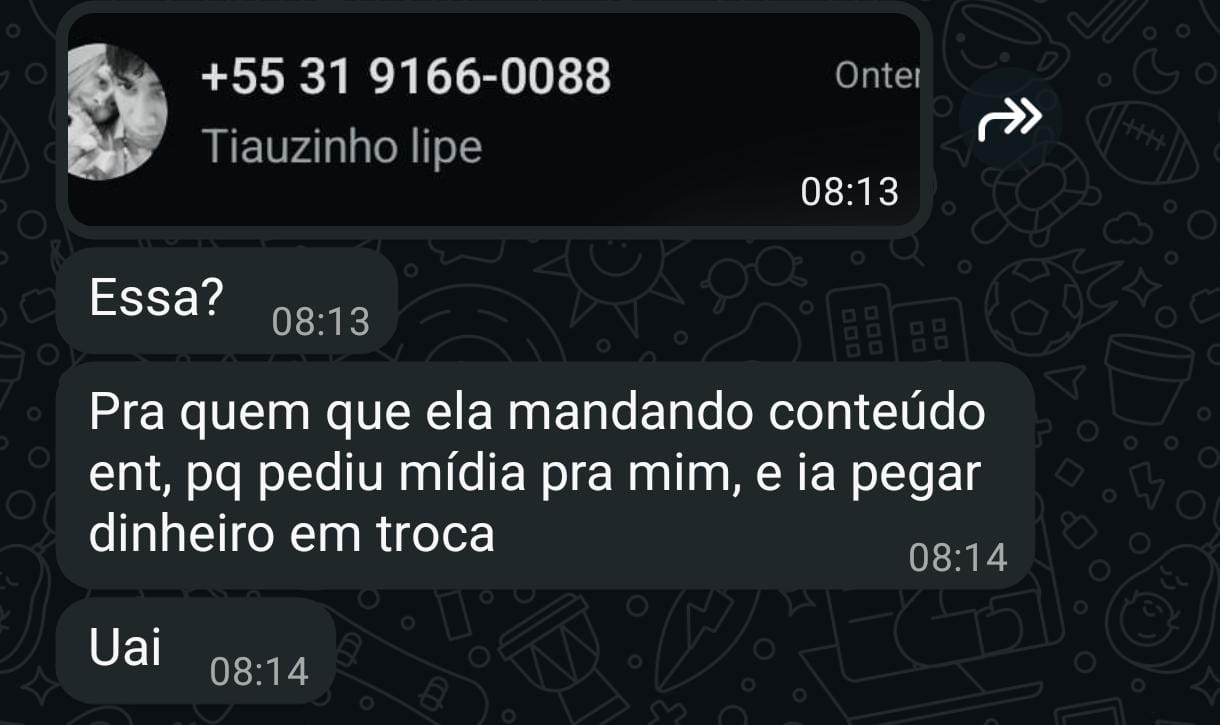 +55 31 9166-0088
Tiauzinho lipe
08:13
Essa?
08:13
Pra quem que ela mandando conteúdo
ent, pq pediu mídia pra mim, e ia pegar
dinheiro em troca
08:14
Uai
08:14